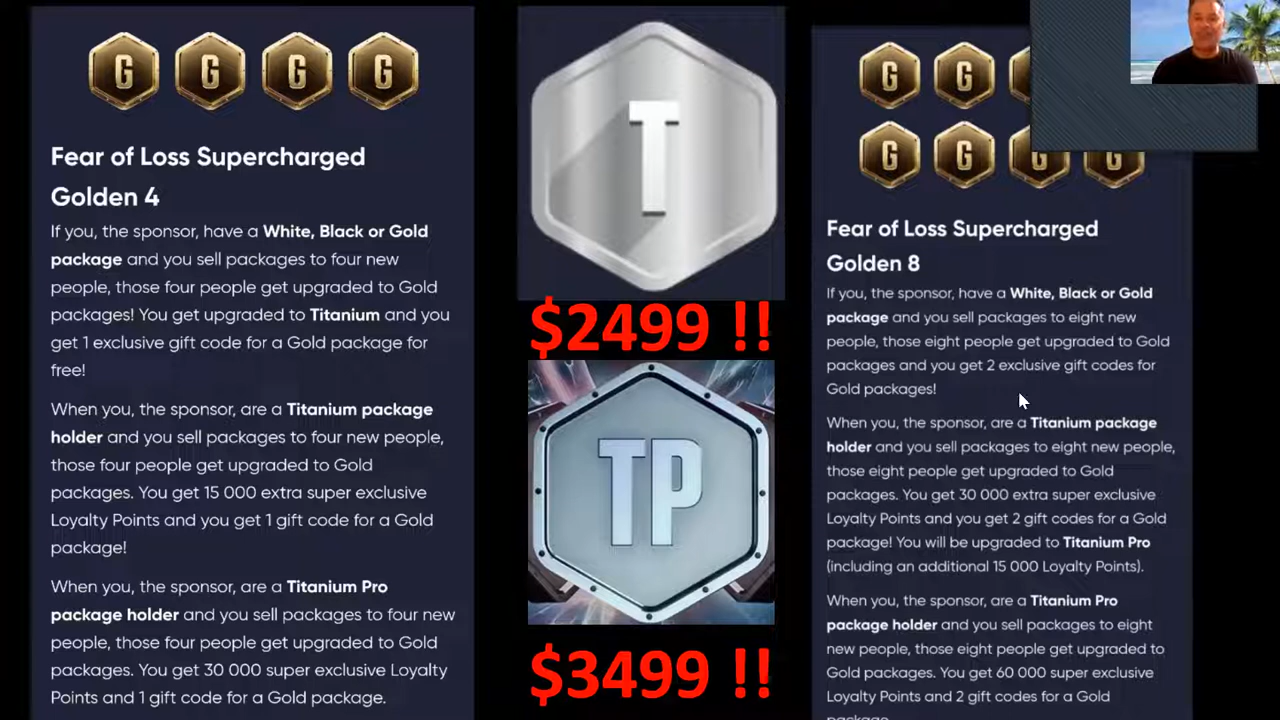 G G G G
Fear of Loss Supercharged
Golden 4
If you, the sponsor, have a White, Black or Gold
package and you sell packages to four new
people, those four people get upgraded to Gold
packages! You get upgraded to Titanium and you
get 1 exclusive gift code for a Gold package for
free!
When you, the sponsor, are a Titanium package
holder and you sell packages to four new people,
those four people get upgraded to Gold
packages. You get 15 000 extra super exclusive
Loyalty Points and you get 1 gift code for a Gold
package!
When you, the sponsor, are a Titanium Pro
package holder and you sell packages to four new
people, those four people get upgraded to Gold
packages. You get 30 000 super exclusive Loyalty
Points and 1 gift code for a Gold package.
T
$2499 !!
TP
$3499 !!
G G G
G G G G
Fear of Loss Supercharged
Golden 8
If you, the sponsor, have a White, Black or Gold
package and you sell packages to eight new
people, those eight people get upgraded to Gold
packages and you get 2 exclusive gift codes for
Gold packages!
When you, the sponsor, are a Titanium package
holder and you sell packages to eight new people,
those eight people get upgraded to Gold
packages. You get 30 000 extra super exclusive
Loyalty Points and you get 2 gift codes for a Gold
package! You will be upgraded to Titanium Pro
(including an additional 15 000 Loyalty Points).
When you, the sponsor, are a Titanium Pro
package holder and you sell packages to eight
new people, those eight people get upgraded to
Gold packages. You get 60 000 super exclusive
Loyalty Points and 2 gift codes for a Gold
package